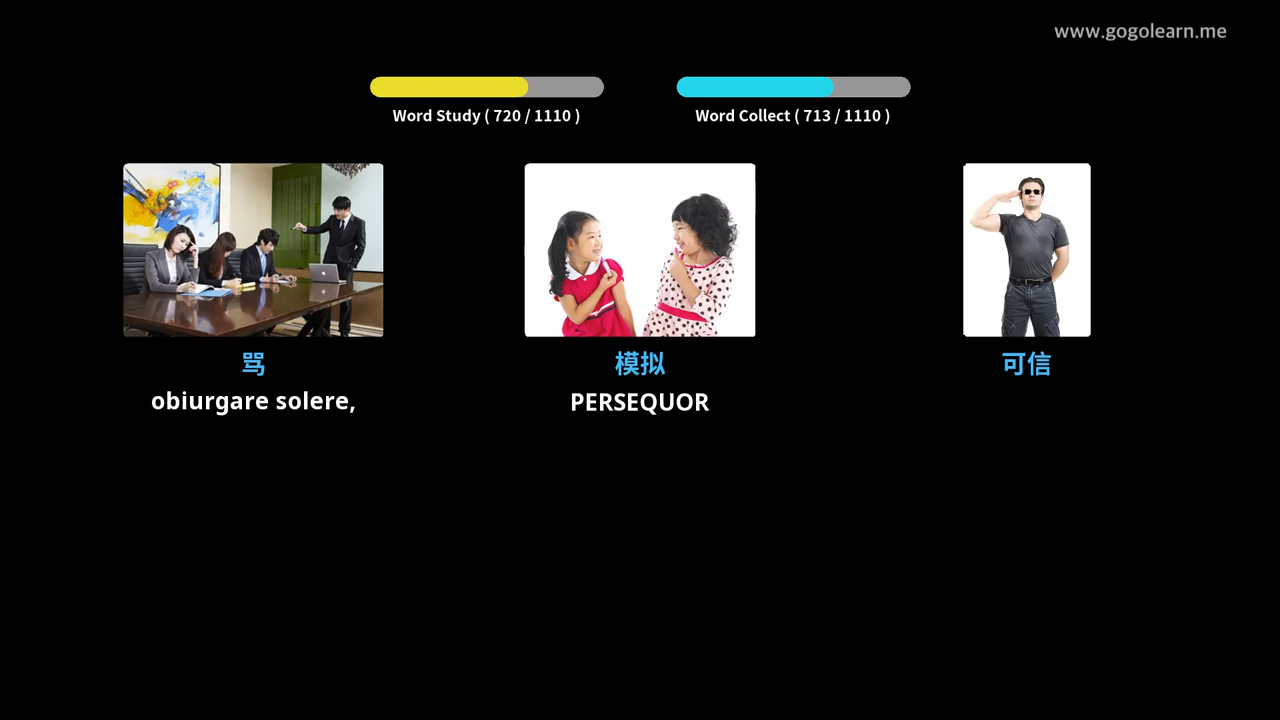 www.gogolearn.me
Word Study ( 720 / 1110 )
Word Collect ( 713 / 1110 )
骂
模拟
可信
obiurgare solere,
PERSEQUOR